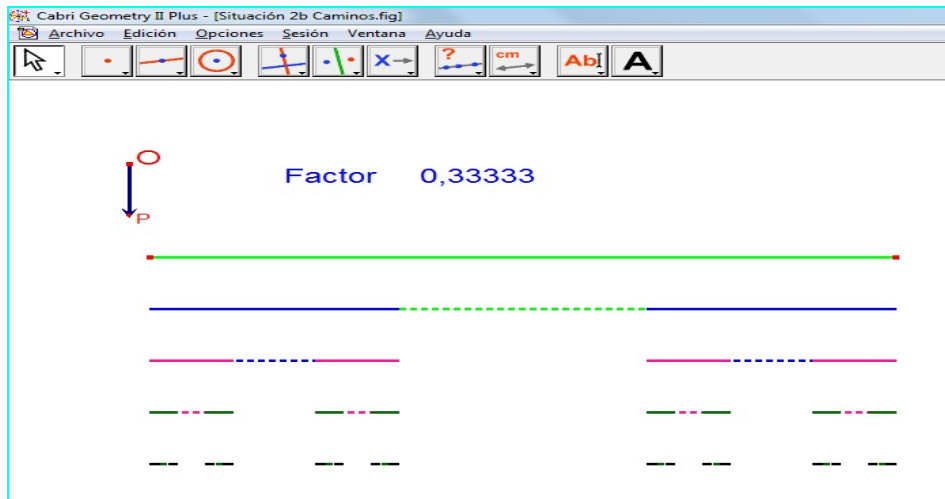 Cabri Geometry II Plus - [Situación 2b Caminos.fig]
Archivo Edición Opciones Sesión Ventana Ayuda
X ? cm Ab A
O
Factor 0,33333
P